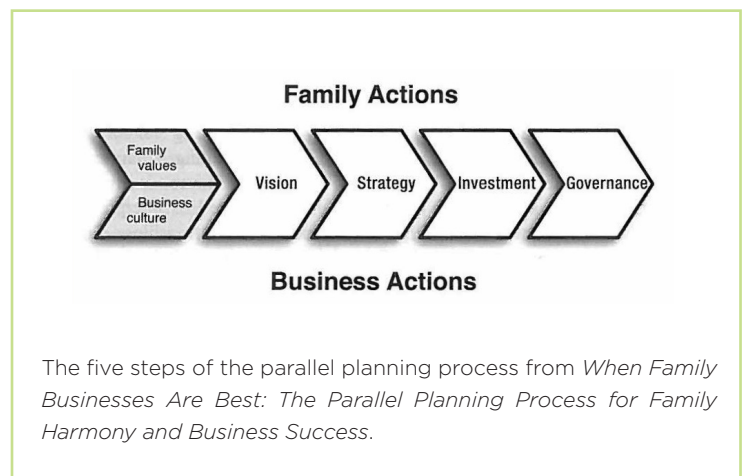 Family Actions
Family
values
Business
culture
Vision
Strategy
Investment
Governance
Business Actions
The five steps of the parallel planning process from When Family
Businesses Are Best: The Parallel Planning Process for Family
Harmony and Business Success.